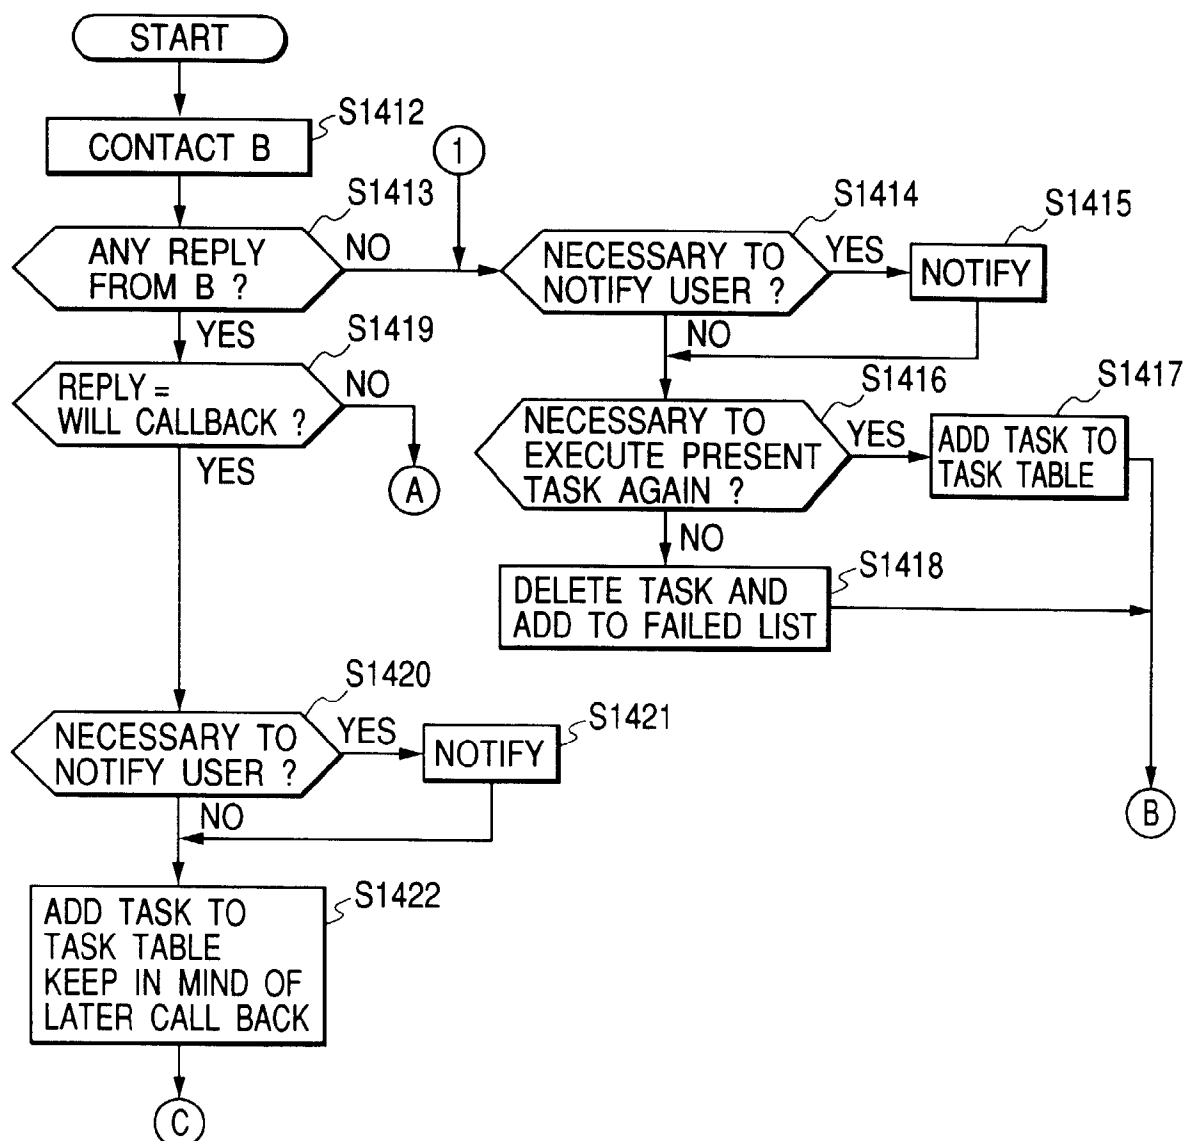 START
S1412
CONTACT B
1
S1413
ANY REPLY
FROM B ?
NO
YES
S1414
NECESSARY TO
NOTIFY USER ?
YES
NO
S1415
NOTIFY
S1419
REPLY =
WILL CALLBACK ?
NO
YES
A
S1416
NECESSARY TO
EXECUTE PRESENT
TASK AGAIN ?
YES
NO
S1417
ADD TASK TO
TASK TABLE
S1418
DELETE TASK AND
ADD TO FAILED LIST
S1420
NECESSARY TO
NOTIFY USER ?
YES
NO
S1421
NOTIFY
B
S1422
ADD TASK TO
TASK TABLE
KEEP IN MIND OF
LATER CALL BACK
C